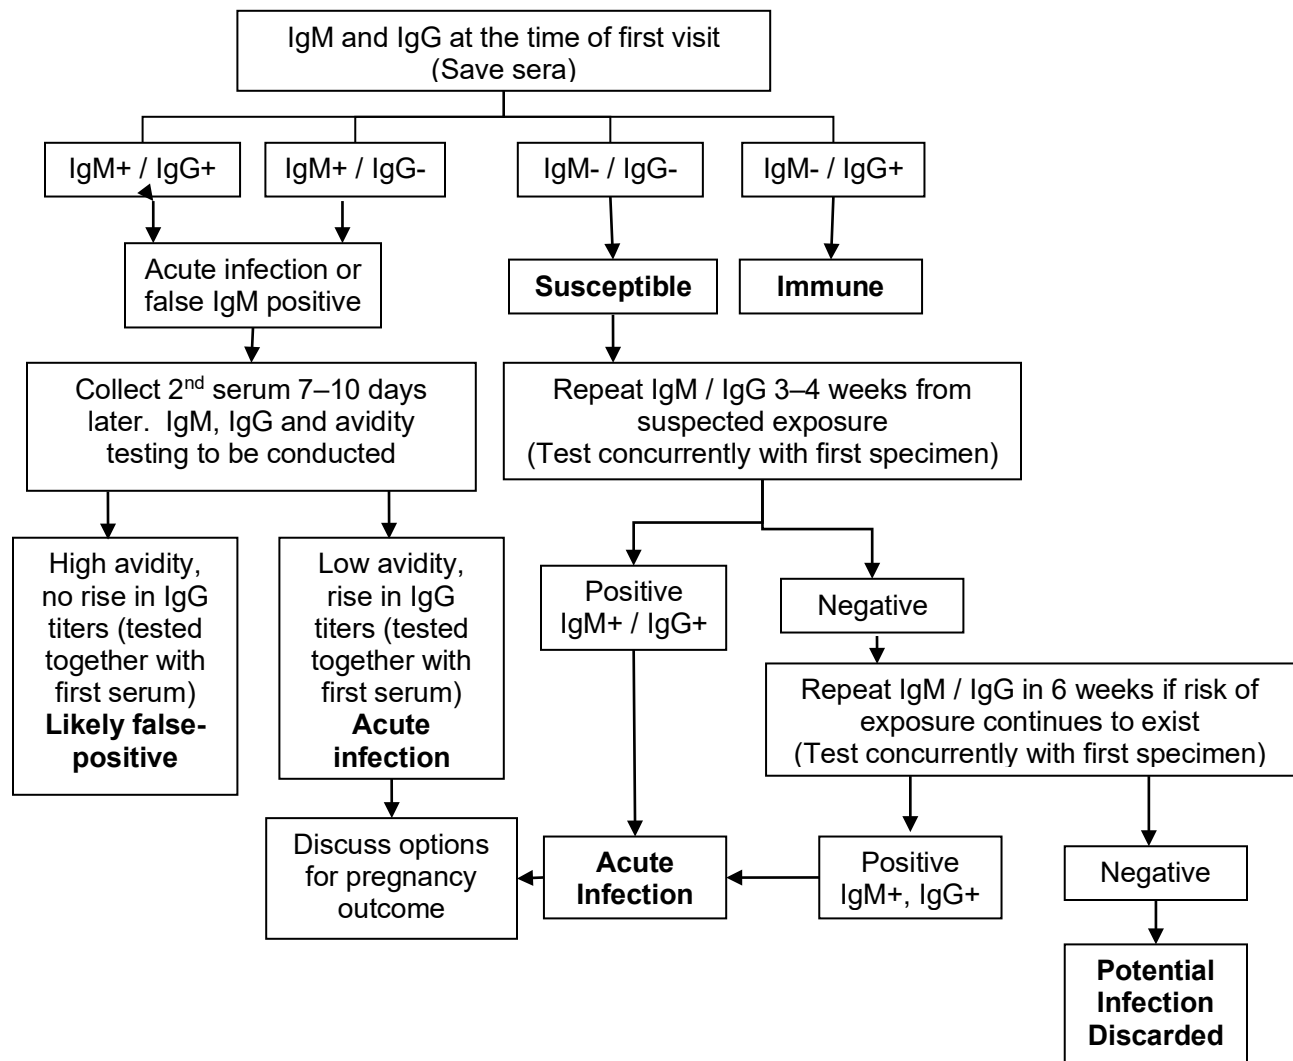 IgM and IgG at the time of first visit
(Save sera)
IgM+ / IgG+
IgM+ / IgG-
IgM- / IgG-
IgM- / IgG+
Acute infection or
false IgM positive
Susceptible
Immune
Collect 2nd serum 7–10 days
later.  IgM, IgG and avidity
testing to be conducted
Repeat IgM / IgG 3–4 weeks from
suspected exposure
(Test concurrently with first specimen)
High avidity,
no rise in IgG
titers (tested
together with
first serum)
Likely false-
positive
Low avidity,
rise in IgG
titers (tested
together with
first serum)
Acute
infection
Positive
IgM+ / IgG+
Negative
Repeat IgM / IgG in 6 weeks if risk of
exposure continues to exist
(Test concurrently with first specimen)
Discuss options
for pregnancy
outcome
Acute
Infection
Positive
IgM+, IgG+
Negative
Potential
Infection
Discarded